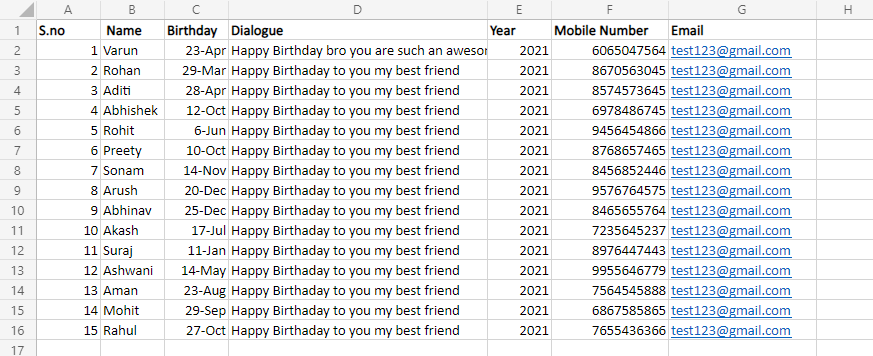 A B C D E F G H
1 S.no Name Birthday Dialogue Year Mobile Number Email
2 1 Varun 23-Apr Happy Birthday bro you are such an aweso 2021 6065047564 test123@gmail.com
3 2 Rohan 29-Mar Happy Birthaday to you my best friend 2021 8670563045 test123@gmail.com
4 3 Aditi 28-Apr Happy Birthaday to you my best friend 2021 8574573645 test123@gmail.com
5 4 Abhishek 12-Oct Happy Birthaday to you my best friend 2021 6978486745 test123@gmail.com
6 5 Rohit 6-Jun Happy Birthaday to you my best friend 2021 9456454866 test123@gmail.com
7 6 Preety 10-Oct Happy Birthaday to you my best friend 2021 8768657465 test123@gmail.com
8 7 Sonam 14-Nov Happy Birthaday to you my best friend 2021 8456852446 test123@gmail.com
9 8 Arush 20-Dec Happy Birthaday to you my best friend 2021 9576764575 test123@gmail.com
10 9 Abhinav 25-Dec Happy Birthaday to you my best friend 2021 8465655764 test123@gmail.com
11 10 Akash 17-Jul Happy Birthaday to you my best friend 2021 7235645237 test123@gmail.com
12 11 Suraj 11-Jan Happy Birthaday to you my best friend 2021 8976447443 test123@gmail.com
13 12 Ashwani 14-May Happy Birthaday to you my best friend 2021 9955646779 test123@gmail.com
14 13 Aman 23-Aug Happy Birthaday to you my best friend 2021 7564545888 test123@gmail.com
15 14 Mohit 29-Sep Happy Birthaday to you my best friend 2021 6867585865 test123@gmail.com
16 15 Rahul 27-Oct Happy Birthaday to you my best friend 2021 7655436366 test123@gmail.com
17